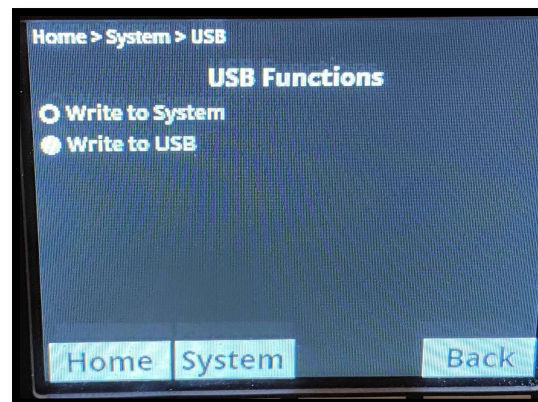 Home > System > USB
USB Functions
Write to System
Write to USB
Home System Back